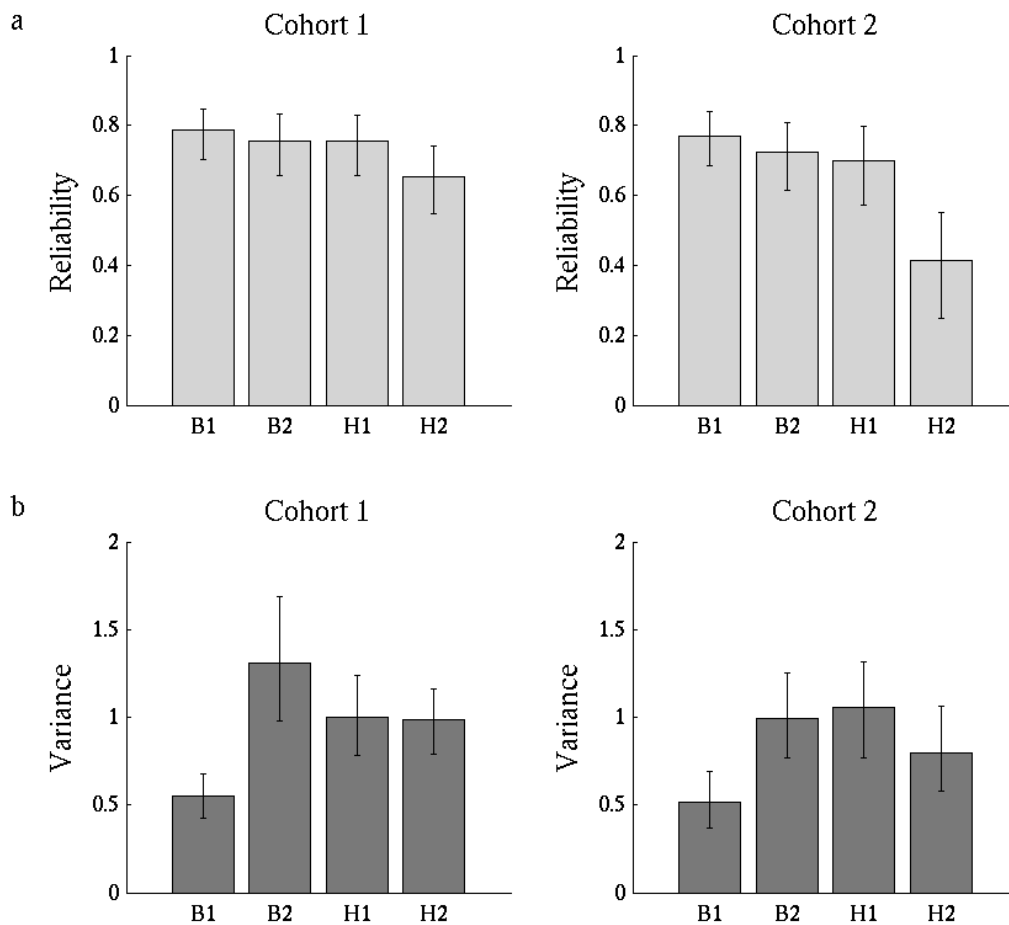 a
Cohort 1
Cohort 2
Reliability
1
0.8
0.6
0.4
0.2
0
B1 B2 H1 H2
Reliability
1
0.8
0.6
0.4
0.2
0
B1 B2 H1 H2
b
Cohort 1
Cohort 2
Variance
2
1.5
1
0.5
0
B1 B2 H1 H2
Variance
2
1.5
1
0.5
0
B1 B2 H1 H2